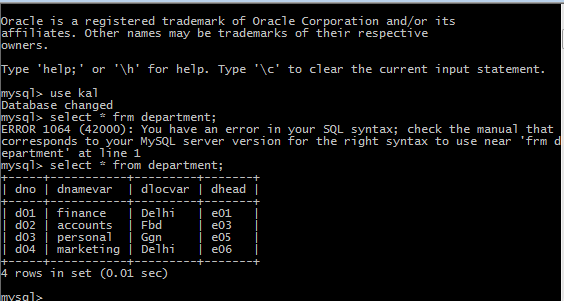 Oracle is a registered trademark of Oracle Corporation and/or its
affiliates. Other names may be trademarks of their respective
owners.
Type 'help;' or '\h' for help. Type '\c' to clear the current input statement.
mysql> use kal
Database changed
mysql> select * frm department;
ERROR 1064 (42000): You have an error in your SQL syntax; check the manual that
corresponds to your MySQL server version for the right syntax to use near 'frm d
epartment' at line 1
mysql> select * from department;
+-----+-----------+---------+-------+
| dno | dnamevar  | dlocvar | dhead |
+-----+-----------+---------+-------+
| d01 | finance   | Delhi   | e01   |
| d02 | accounts  | Fbd     | e03   |
| d03 | personal  | Ggn     | e05   |
| d04 | marketing | Delhi   | e06   |
+-----+-----------+---------+-------+
4 rows in set (0.01 sec)
mysql>